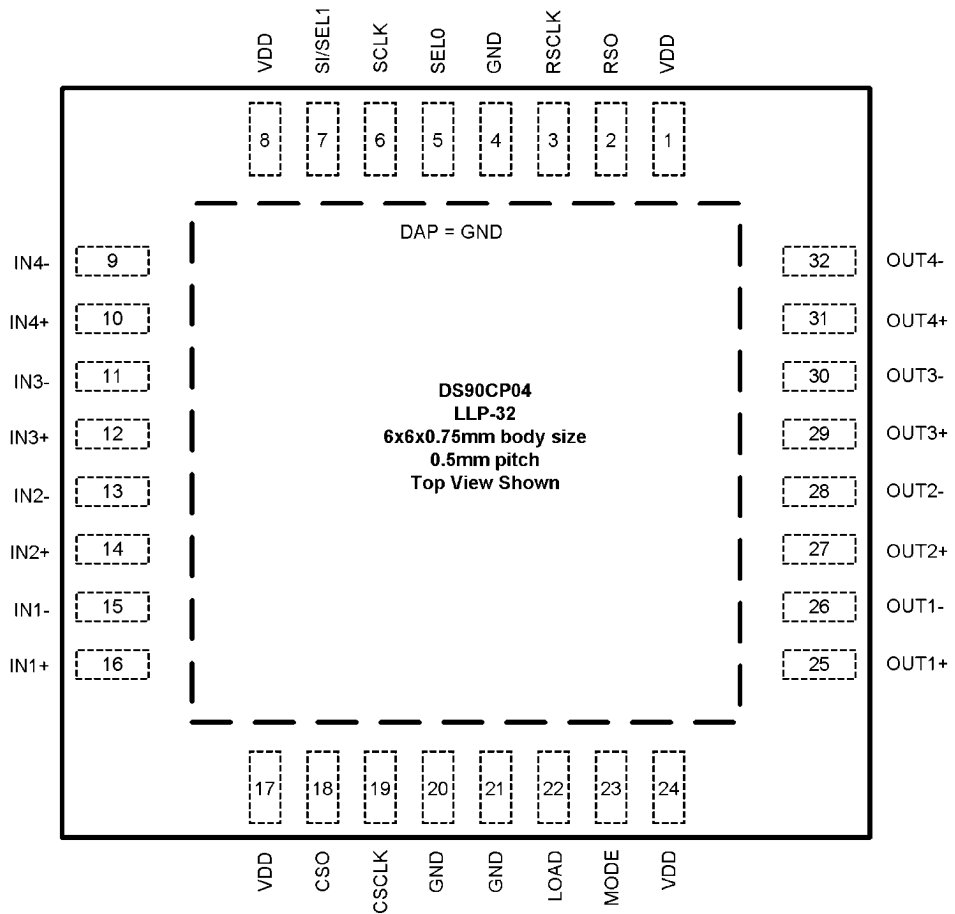 VDD
SI/SEL1
SCLK
SEL0
GND
RSCLK
RSO
VDD
8
7
6
5
4
3
2
1
DAP = GND
IN4- 9
IN4+ 10
IN3- 11
IN3+ 12
IN2- 13
IN2+ 14
IN1- 15
IN1+ 16
DS90CP04
LLP-32
6x6x0.75mm body size
0.5mm pitch
Top View Shown
32 OUT4-
31 OUT4+
30 OUT3-
29 OUT3+
28 OUT2-
27 OUT2+
26 OUT1-
25 OUT1+
17
18
19
20
21
22
23
24
VDD
CSO
CSCLK
GND
GND
LOAD
MODE
VDD